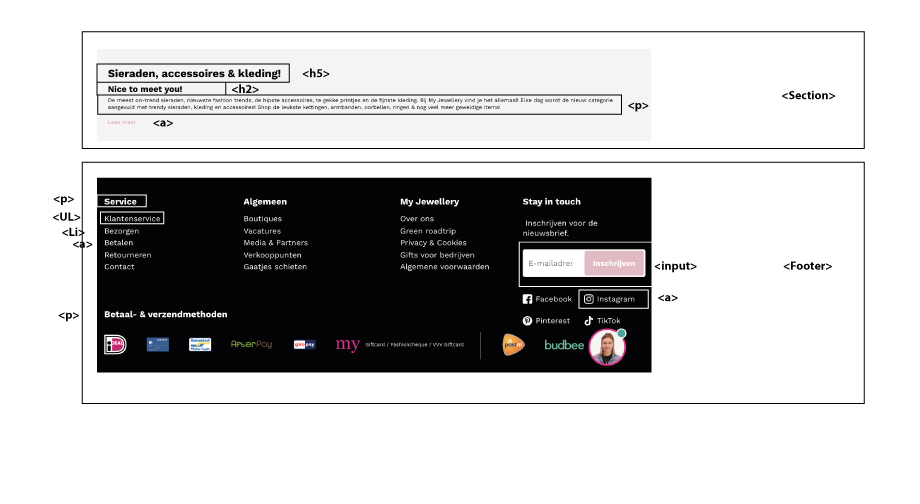 Sieraden, accessoires & kleding! <h5>
Nice to meet you! <h2>
De meest on-trend sieraden, nieuwste fashion trends, de hipste accessoires, te gekke printjes en de fijnste kleding. Bij My Jewellery vind je het allemaal! Elke dag wordt de nieuw categorie
aangevuld met trendy sieraden, kleding en accessoires! Shop de leukste kettingen, armbanden, oorbellen, ringen & nog veel meer geweldige items!
<p>
<Section>
Lees meer <a>
<p> Service Algemeen My Jewellery Stay in touch
<UL> Klantenservice Boutiques Over ons Inschrijven voor de
<Li> Bezorgen Vacatures Green roadtrip nieuwsbrief.
<a> Betalen Media & Partners Privacy & Cookies
Retourneren Verkooppunten Gifts voor bedrijven
Contact Gaatjes schieten Algemene voorwaarden
E-mailadres Inschrijven <input> <Footer>
Facebook Instagram <a>
<p> Betaal- & verzendmethoden
Pinterest TikTok
iDEAL AfterPay giropay my Giftcard / Fashioncheque / VVV Giftcard postnl budbee